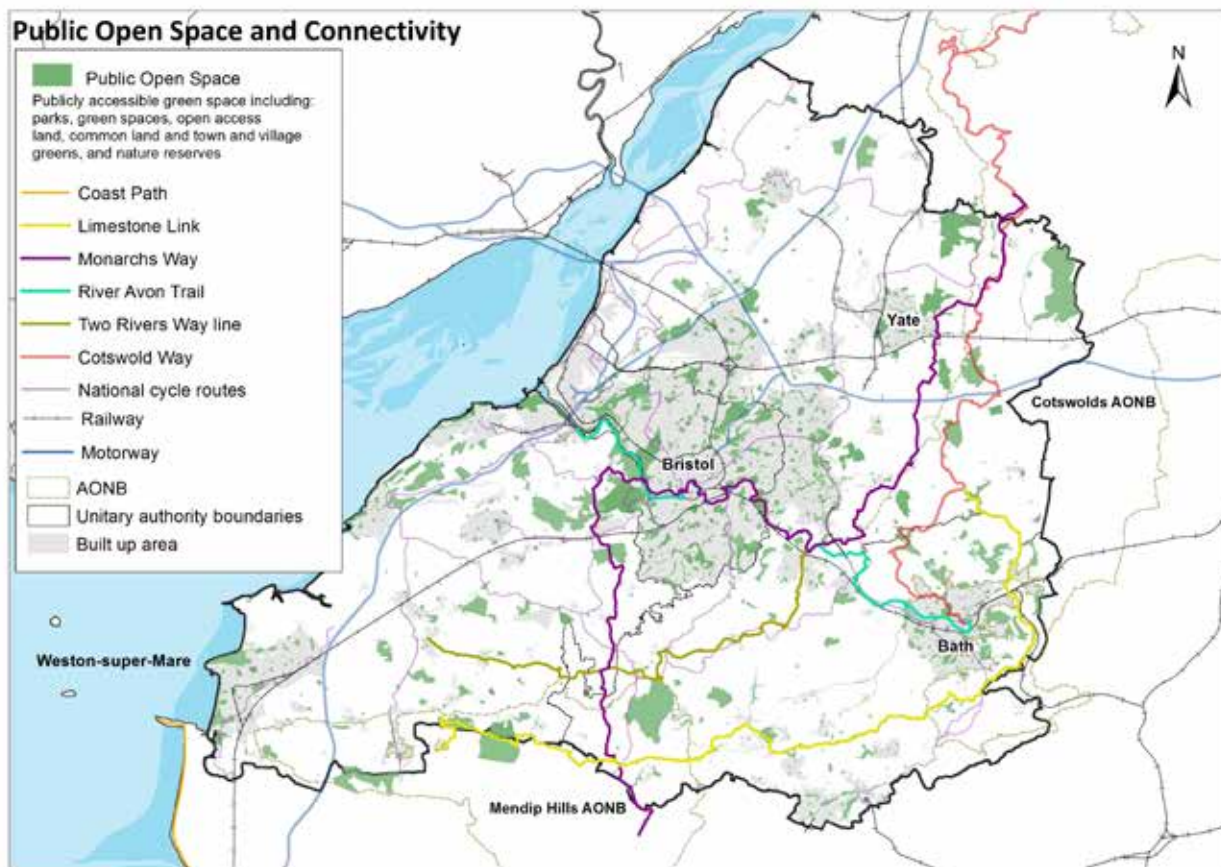 Public Open Space and Connectivity
Public Open Space
Publicly accessible green space including:
parks, green spaces, open access
land, common land and town and village
greens, and nature reserves
Coast Path
Limestone Link
Monarchs Way
River Avon Trail
Two Rivers Way line
Cotswold Way
National cycle routes
Railway
Motorway
AONB
Unitary authority boundaries
Built up area
N
Yate
Cotswolds AONB
Bristol
Bath
Weston-super-Mare
Mendip Hills AONB